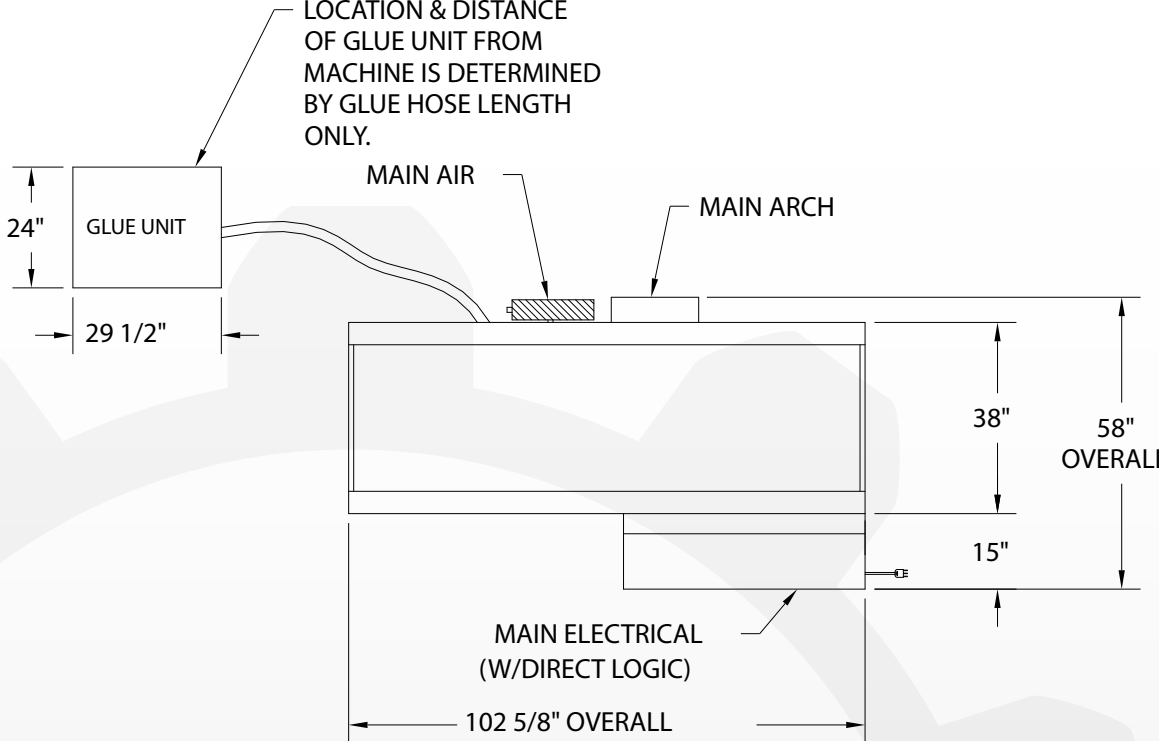 LOCATION & DISTANCE
OF GLUE UNIT FROM
MACHINE IS DETERMINED
BY GLUE HOSE LENGTH
ONLY.
MAIN AIR
MAIN ARCH
24"
GLUE UNIT
29 1/2"
38"
58"
OVERALL
15"
MAIN ELECTRICAL
(W/DIRECT LOGIC)
102 5/8" OVERALL